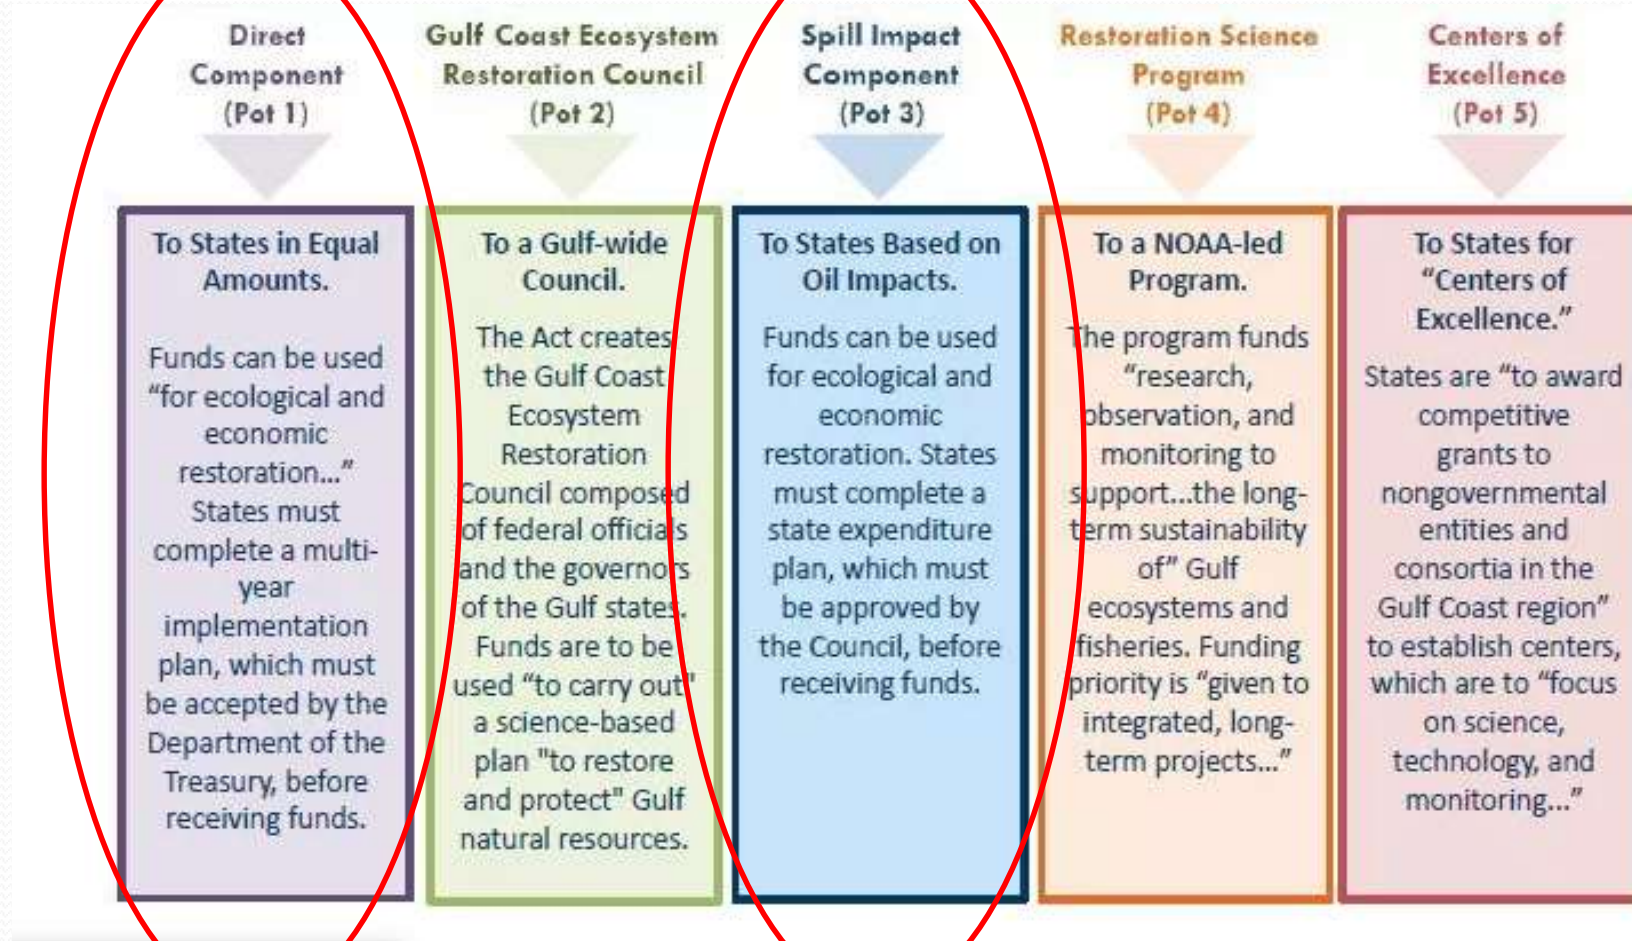 Direct
Component
(Pot 1)
To States in Equal
Amounts.
Funds can be used
“for ecological and
economic
restoration...”
States must
complete a multi-
year
implementation
plan, which must
be accepted by the
Department of the
Treasury, before
receiving funds.
Gulf Coast Ecosystem
Restoration Council
(Pot 2)
To a Gulf-wide
Council.
The Act creates
the Gulf Coast
Ecosystem
Restoration
Council composed
of federal officials
and the governors
of the Gulf states.
Funds are to be
used “to carry out"
a science-based
plan "to restore
and protect" Gulf
natural resources.
Spill Impact
Component
(Pot 3)
To States Based on
Oil Impacts.
Funds can be used
for ecological and
economic
restoration. States
must complete a
state expenditure
plan, which must
be approved by
the Council, before
receiving funds.
Restoration Science
Program
(Pot 4)
To a NOAA-led
Program.
The program funds
“research,
observation, and
monitoring to
support...the long-
term sustainability
of” Gulf
ecosystems and
fisheries. Funding
priority is “given to
integrated, long-
term projects...”
Centers of
Excellence
(Pot 5)
To States for
“Centers of
Excellence.”
States are “to award
competitive
grants to
nongovernmental
entities and
consortia in the
Gulf Coast region”
to establish centers,
which are to “focus
on science,
technology, and
monitoring...”